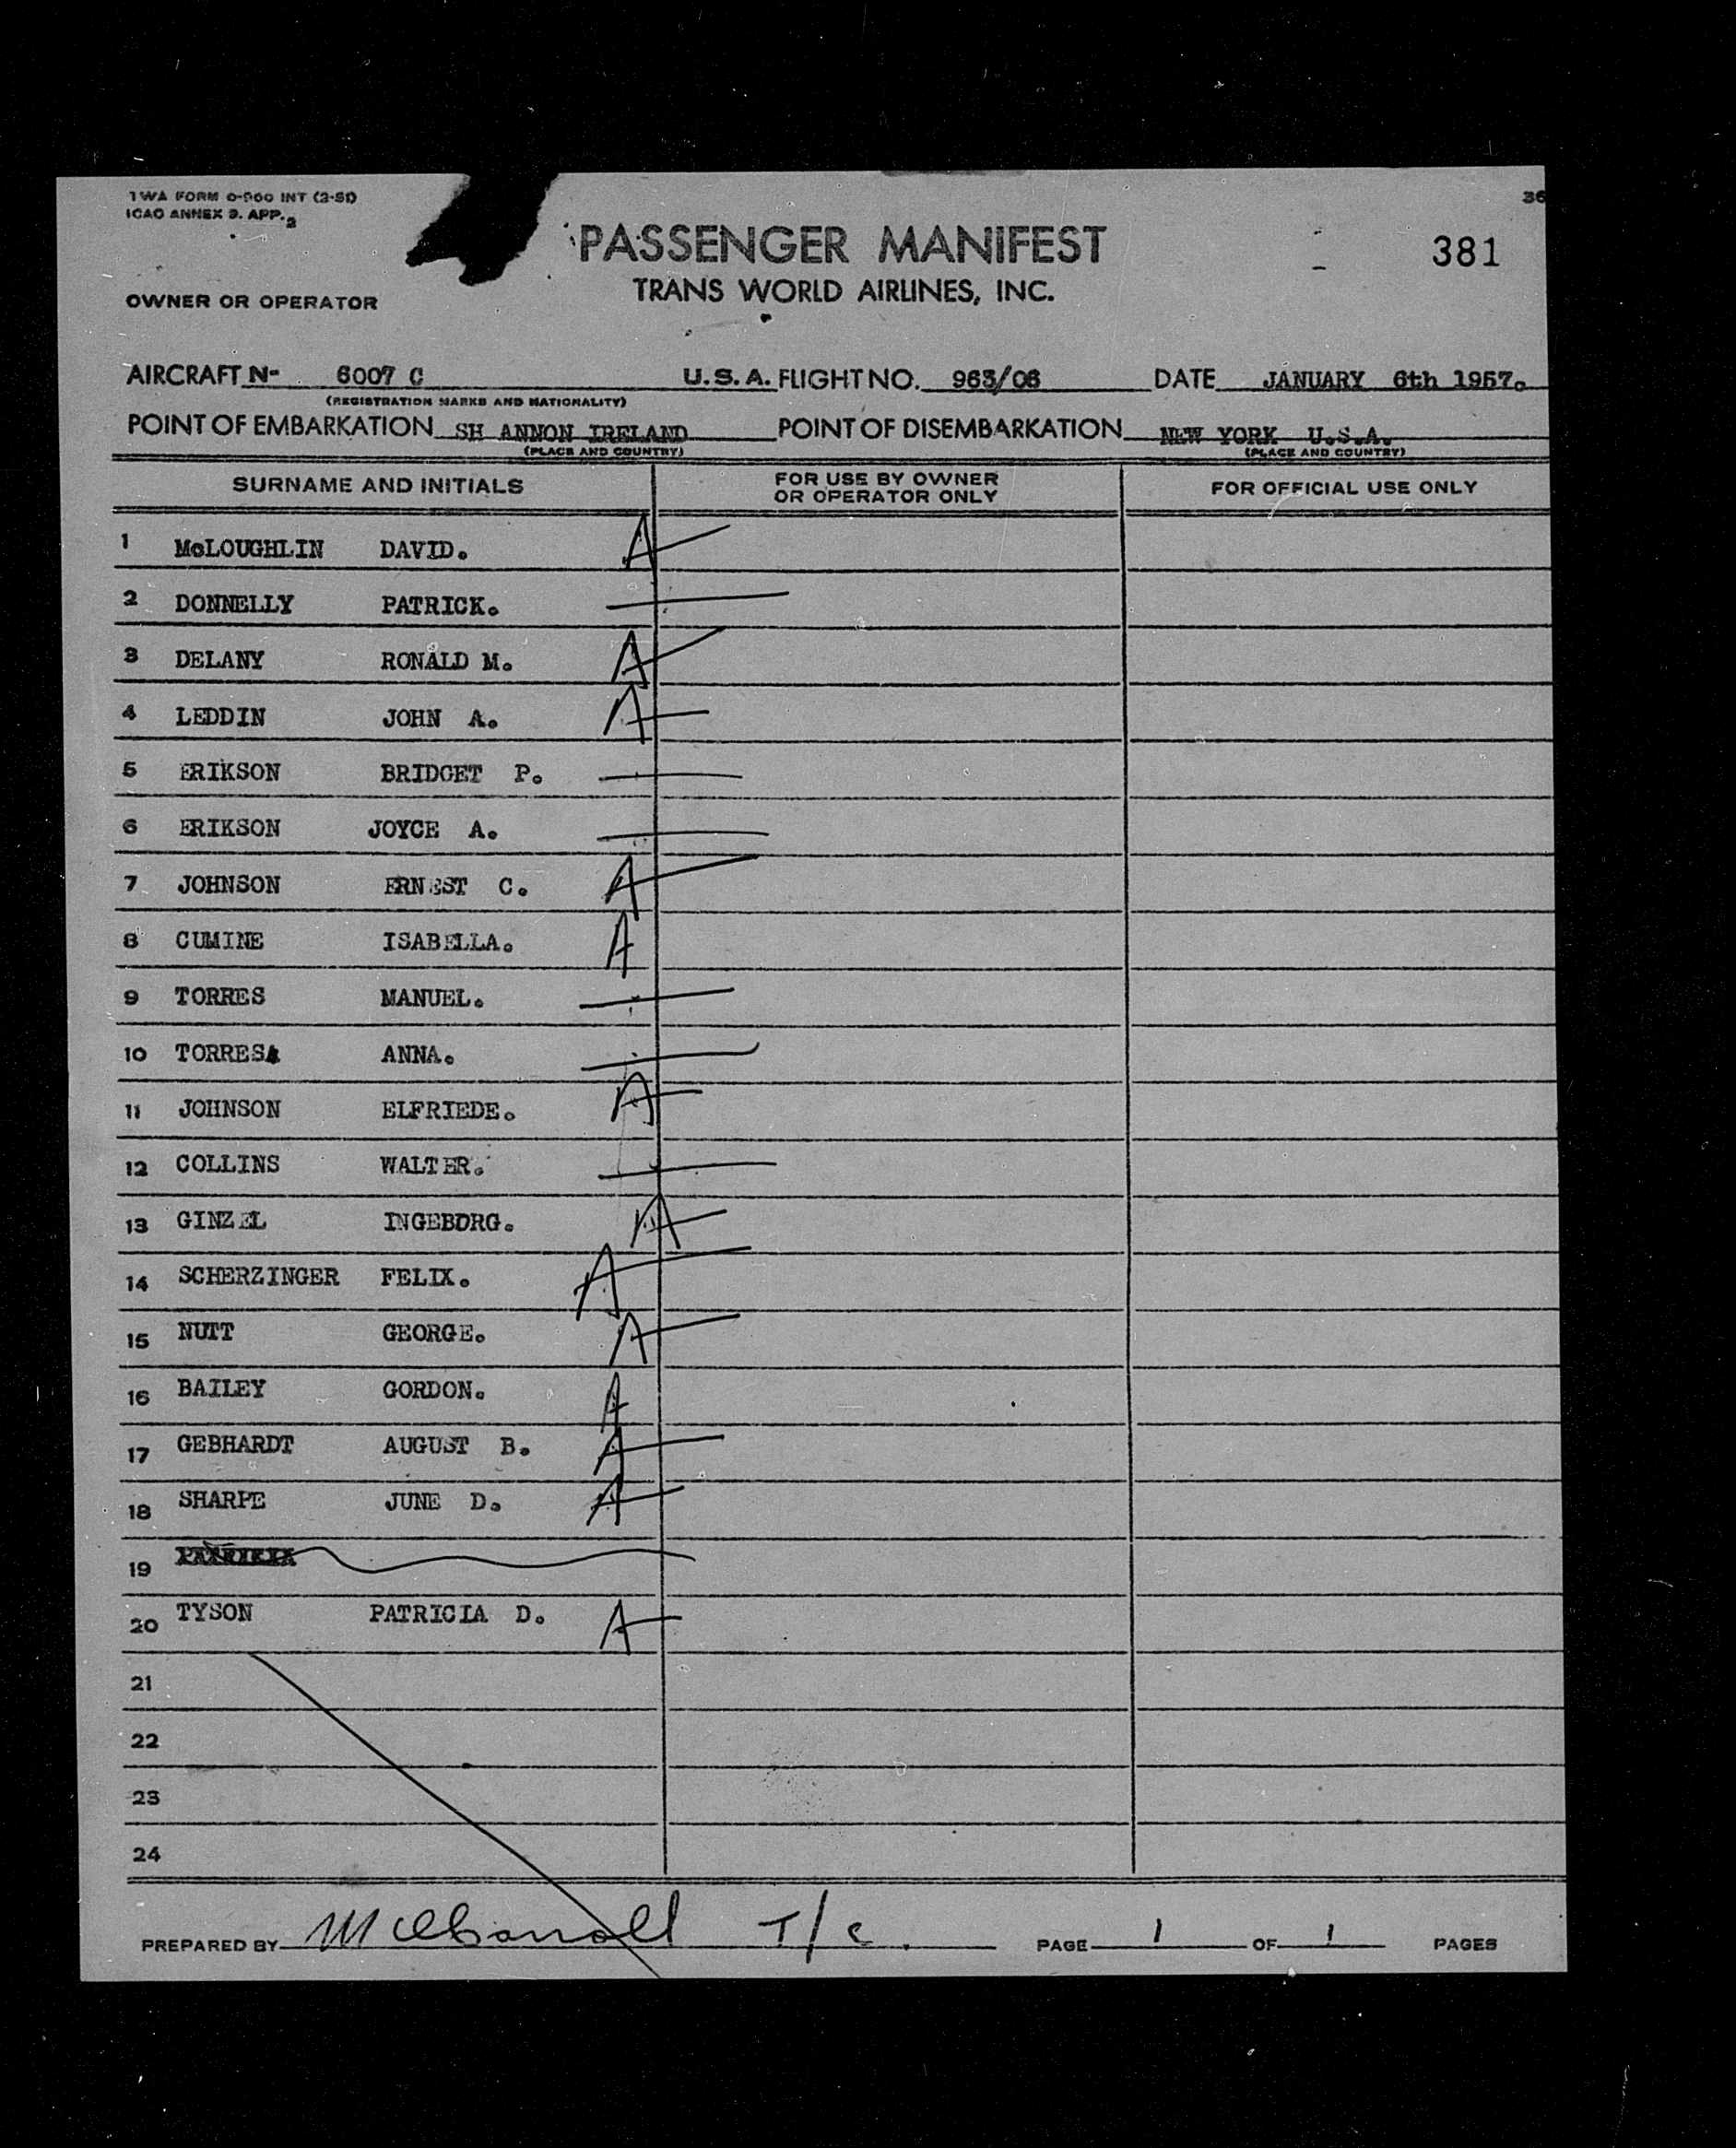 TWA FORM O-960 INT (2-51)
ICAO ANNEX 9. APP. 2
36
PASSENGER MANIFEST
381
TRANS WORLD AIRLINES, INC.
OWNER OR OPERATOR
AIRCRAFT N- 6007 C U.S.A. FLIGHT NO. 963/06 DATE JANUARY 6th 1957.
(REGISTRATION MARKS AND NATIONALITY)
POINT OF EMBARKATION SH ANNON IRELAND POINT OF DISEMBARKATION NEW YORK U.S.A.
(PLACE AND COUNTRY) (PLACE AND COUNTRY)
SURNAME AND INITIALS FOR USE BY OWNER OR OPERATOR ONLY FOR OFFICIAL USE ONLY
1 McLOUGHLIN DAVID. A
2 DONNELLY PATRICK.
3 DELANY RONALD M. A
4 LEDDIN JOHN A. A
5 ERIKSON BRIDGET P.
6 ERIKSON JOYCE A.
7 JOHNSON ERNEST C. A
8 CUMINE ISABELLA. A
9 TORRES MANUEL.
10 TORRES ANNA.
11 JOHNSON ELFRIEDE. A
12 COLLINS WALTER.
13 GINZEL INGEBORG. A
14 SCHERZINGER FELIX. A
15 NUTT GEORGE. A
16 BAILEY GORDON. A
17 GEBHARDT AUGUST B. A
18 SHARPE JUNE D. A
19
20 TYSON PATRICIA D. A
21
22
23
24
PREPARED BY T/C. PAGE 1 OF 1 PAGES